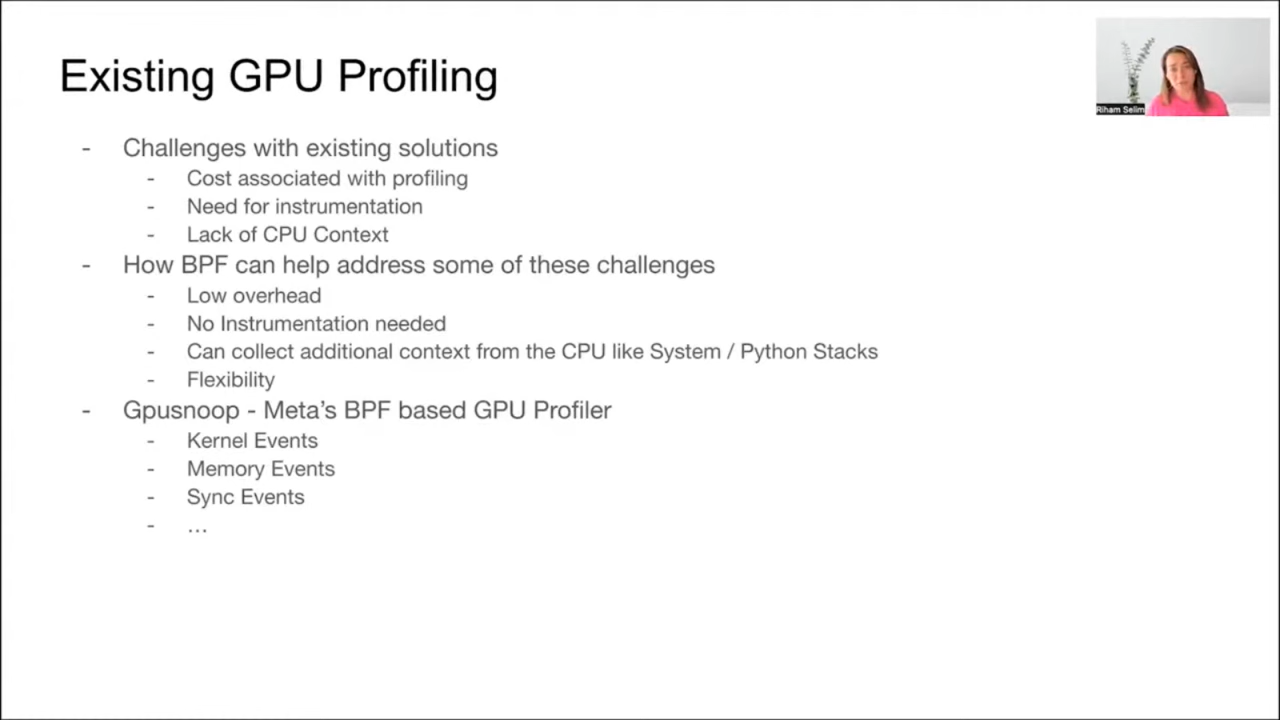 Existing GPU Profiling
Riham Selim
- Challenges with existing solutions
- Cost associated with profiling
- Need for instrumentation
- Lack of CPU Context
- How BPF can help address some of these challenges
- Low overhead
- No Instrumentation needed
- Can collect additional context from the CPU like System / Python Stacks
- Flexibility
- Gpusnoop - Meta’s BPF based GPU Profiler
- Kernel Events
- Memory Events
- Sync Events
- …